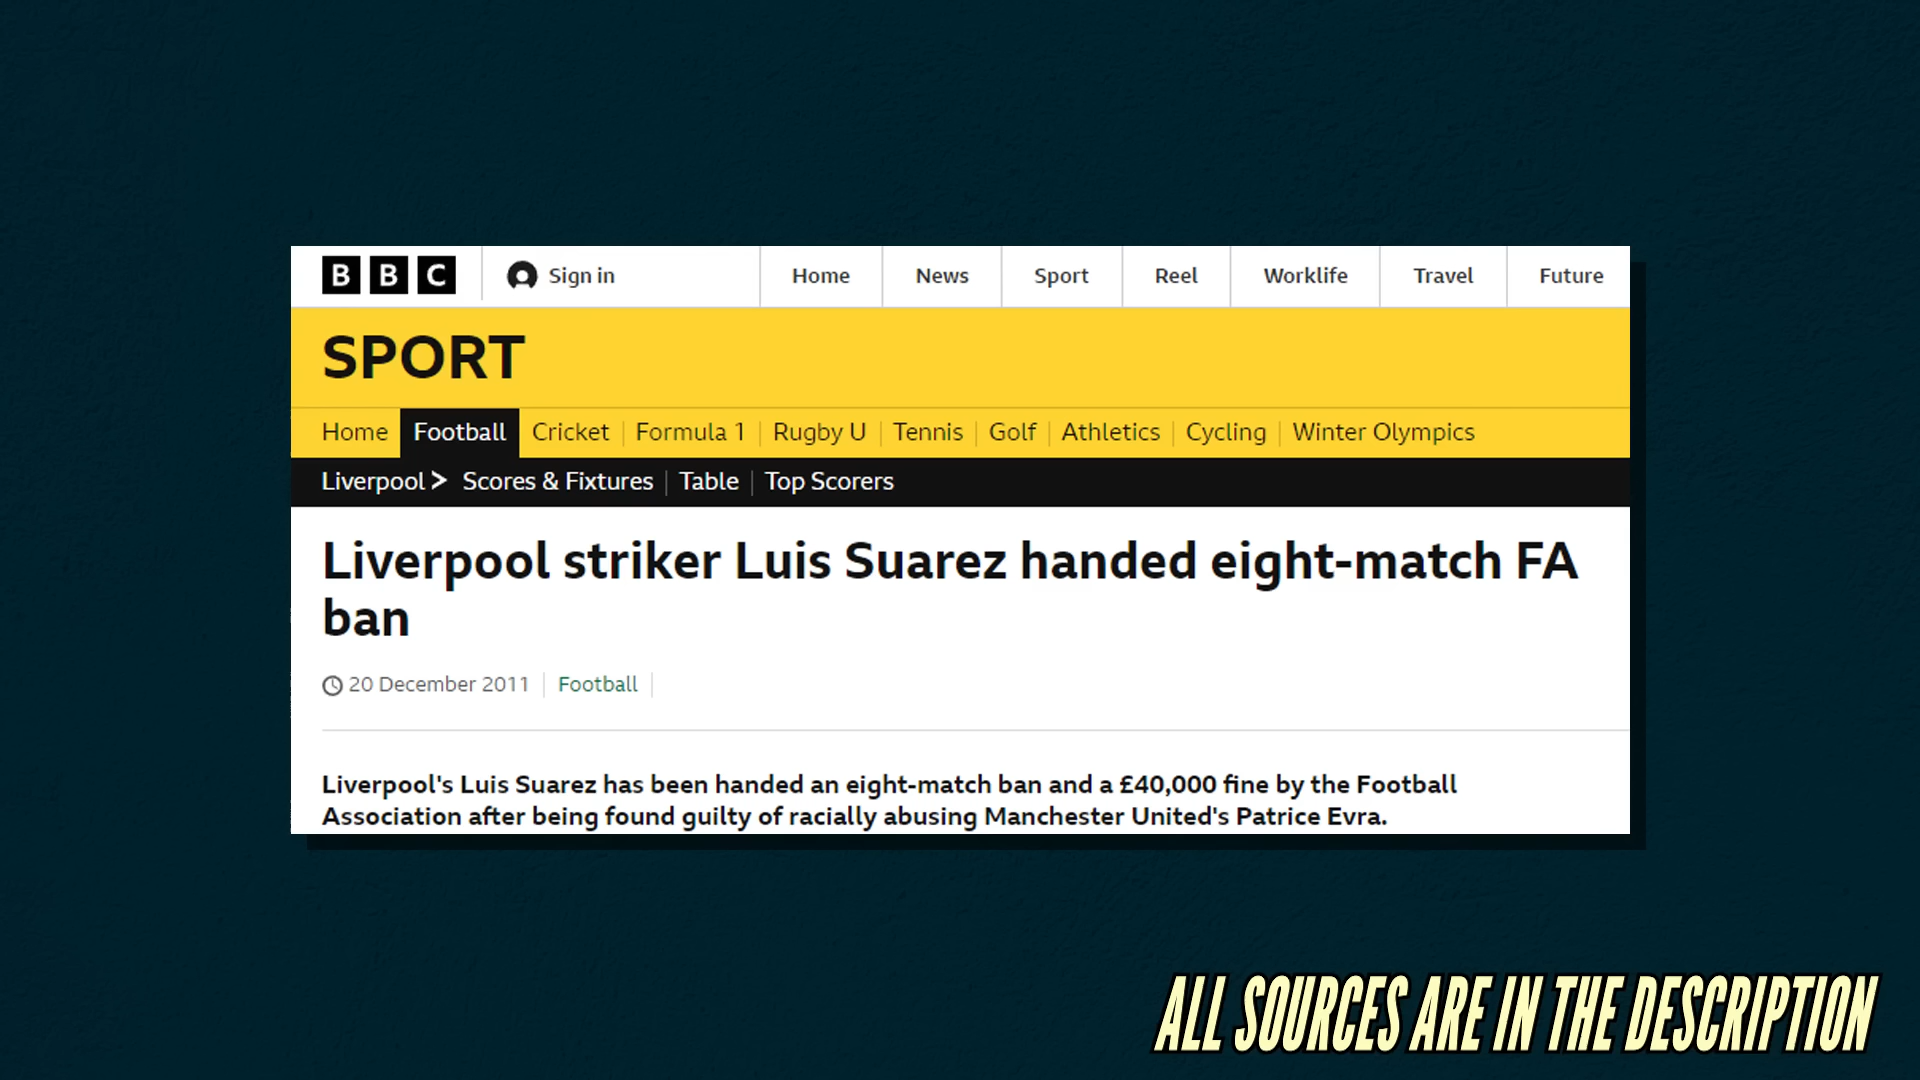 BBC Sign in Home News Sport Reel Worklife Travel Future
SPORT
Home Football Cricket Formula 1 Rugby U Tennis Golf Athletics Cycling Winter Olympics
Liverpool > Scores & Fixtures Table Top Scorers
Liverpool striker Luis Suarez handed eight-match FA
ban
20 December 2011 Football
Liverpool's Luis Suarez has been handed an eight-match ban and a £40,000 fine by the Football
Association after being found guilty of racially abusing Manchester United's Patrice Evra.
ALL SOURCES ARE IN THE DESCRIPTION